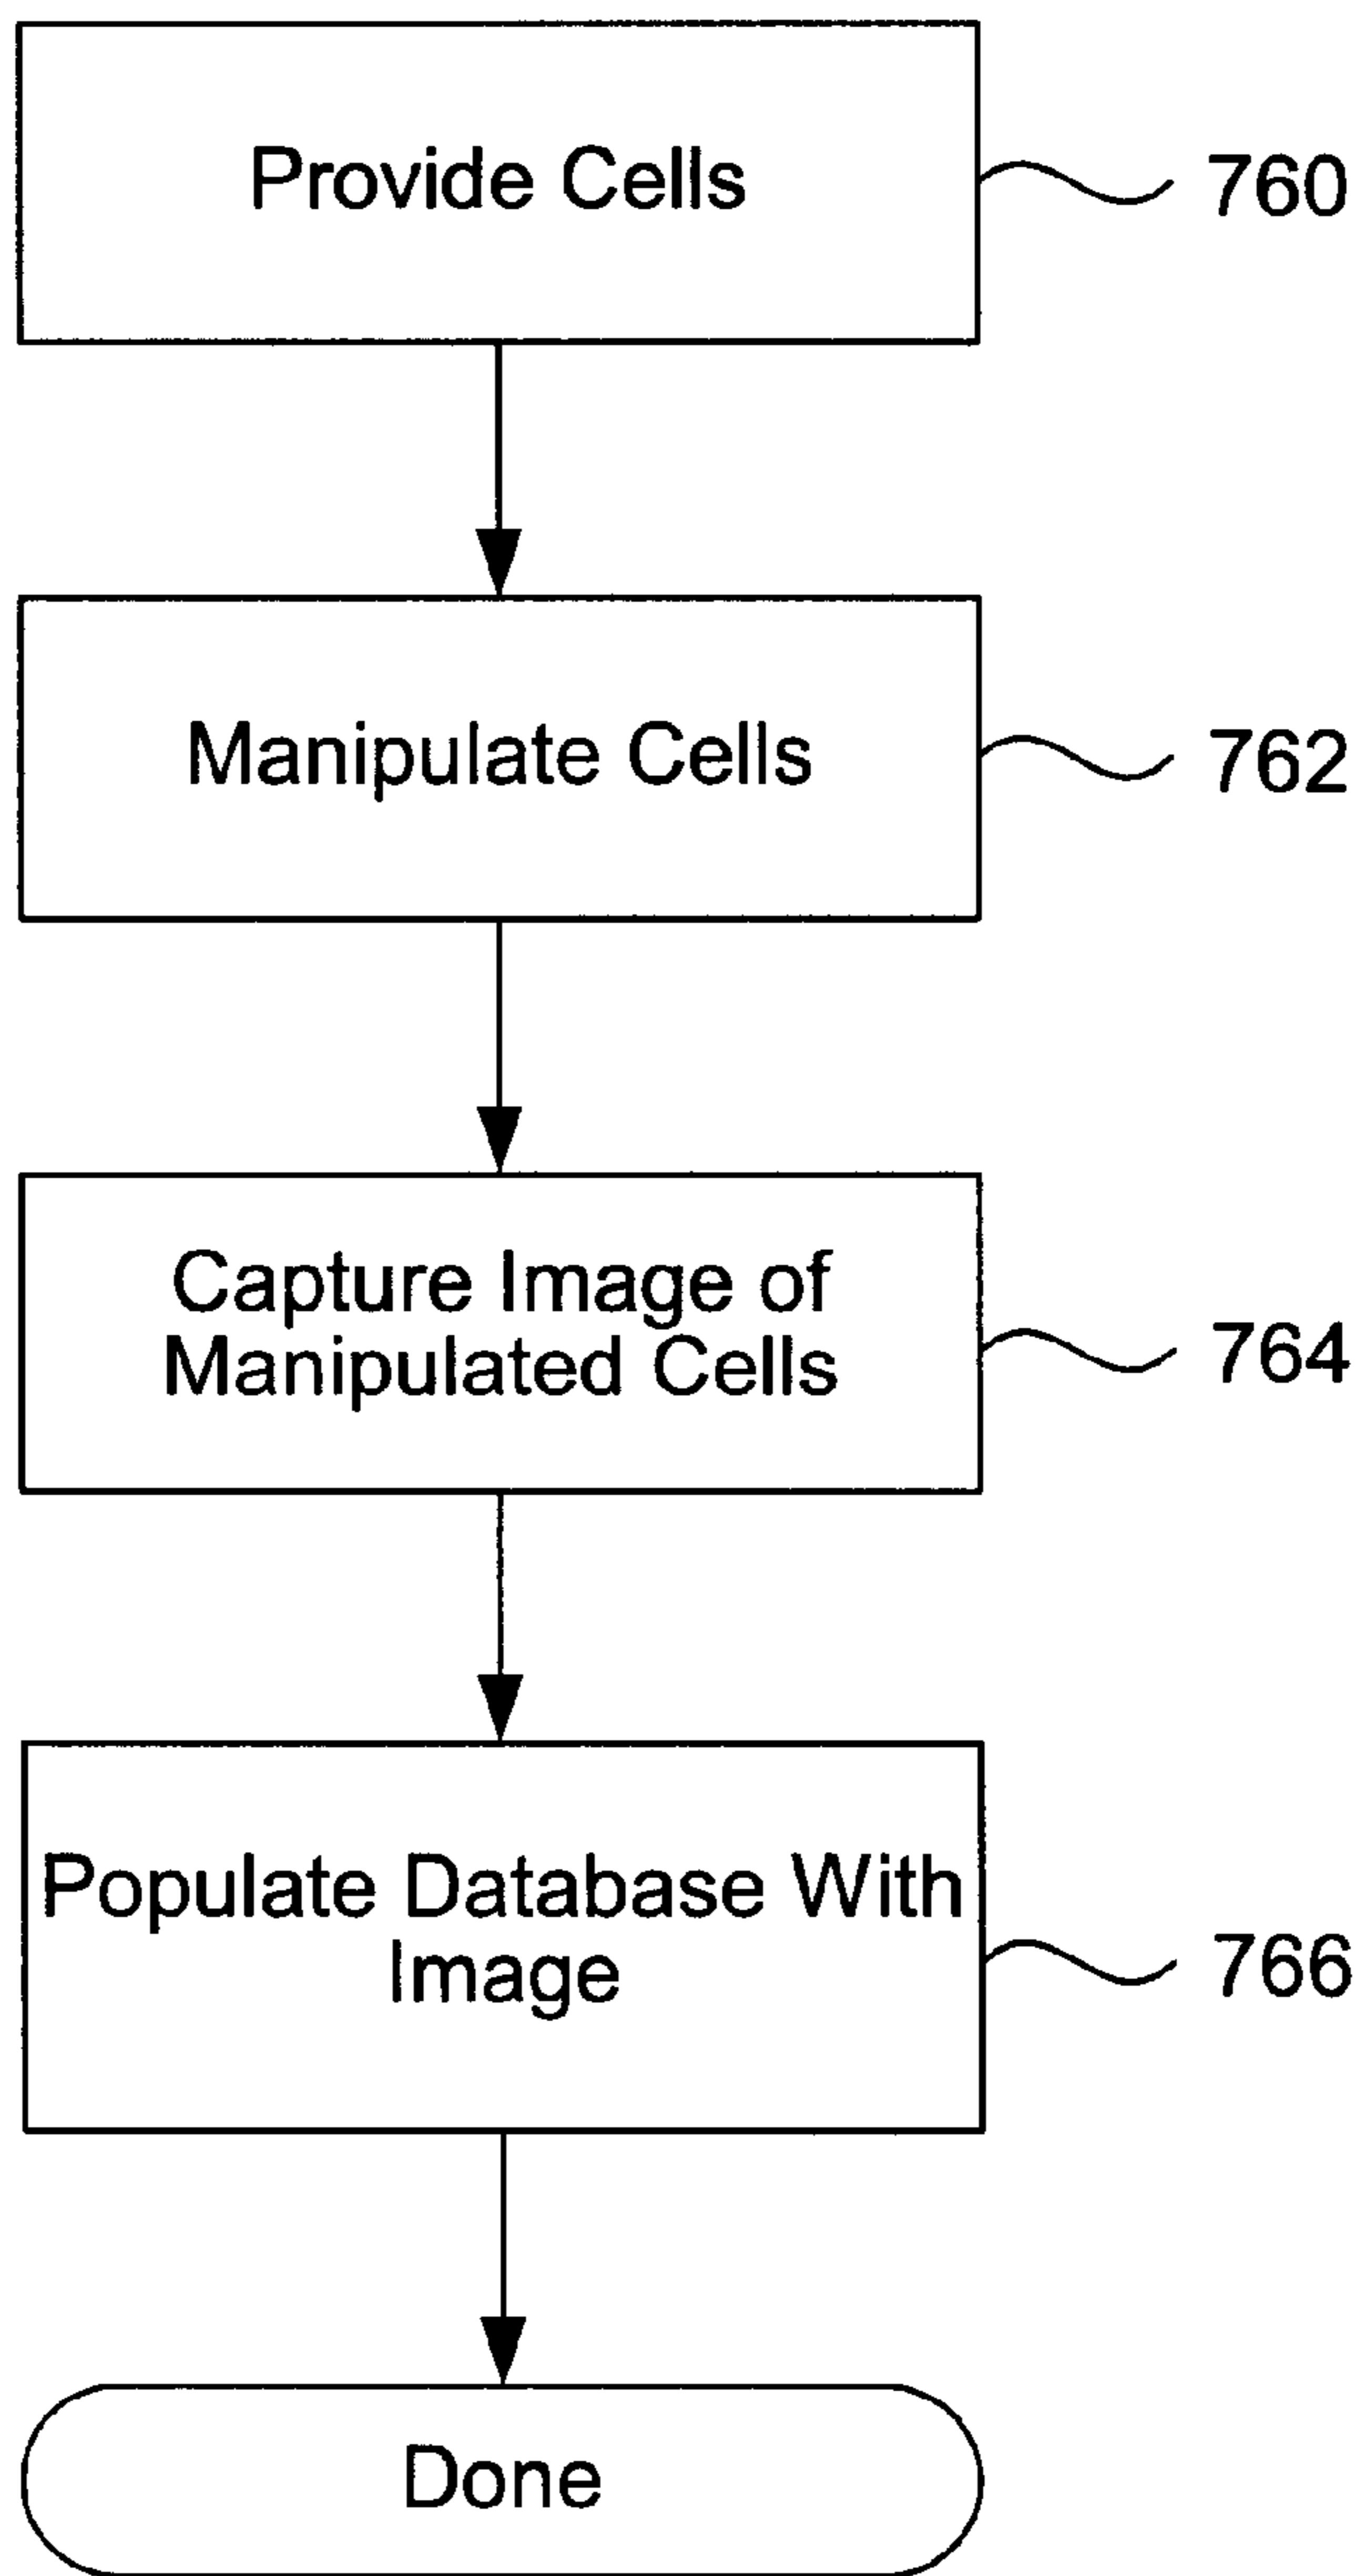 Provide Cells
760
Manipulate Cells
762
Capture Image of
Manipulated Cells
764
Populate Database With
Image
766
Done